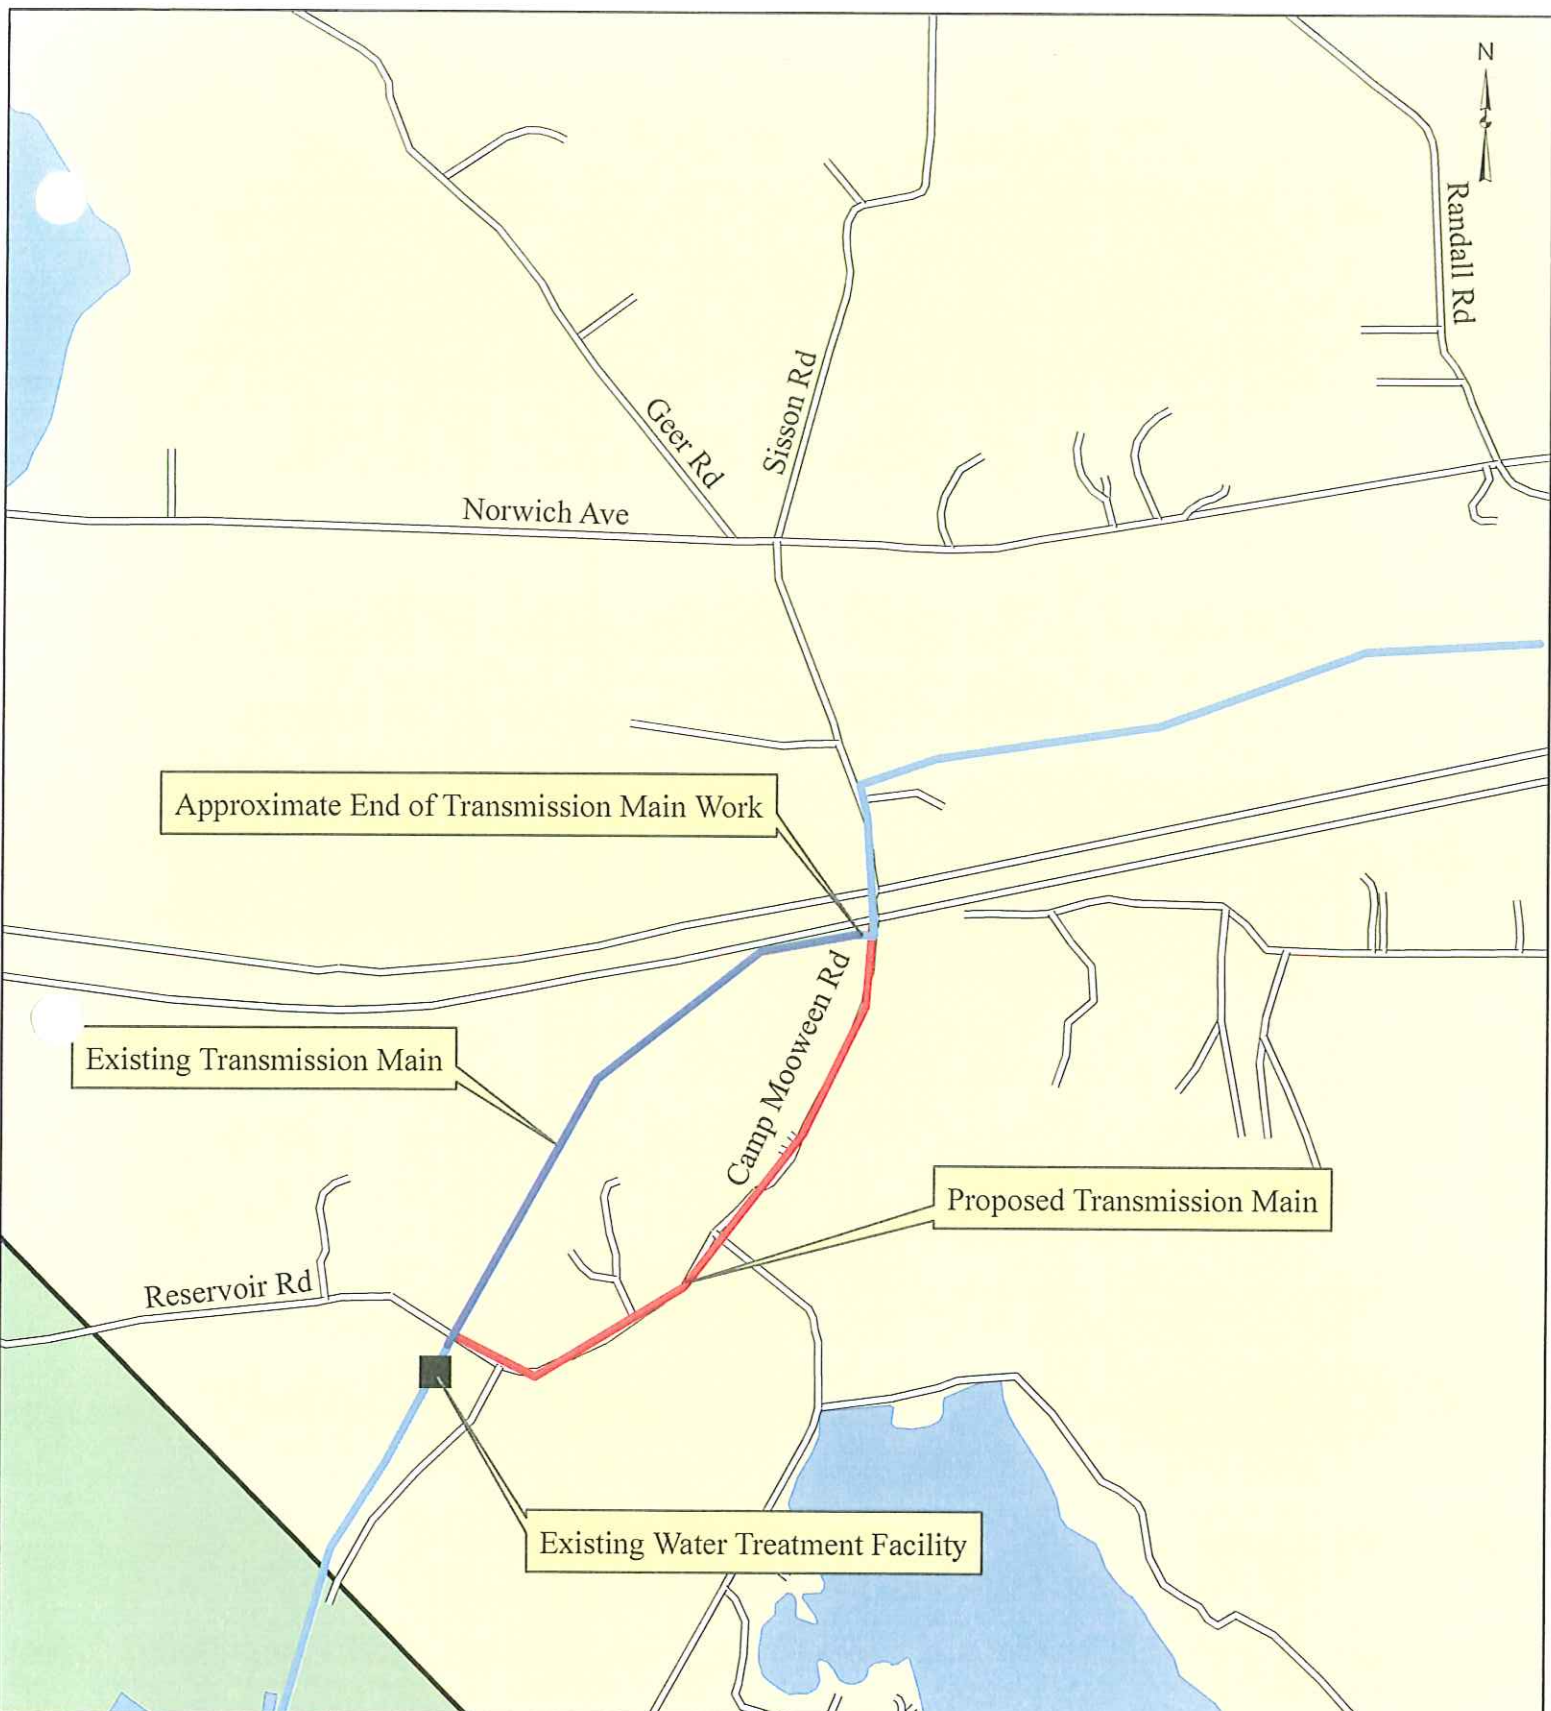 N
Randall Rd
Sisson Rd
Geer Rd
Norwich Ave
Approximate End of Transmission Main Work
Camp Mooween Rd
Existing Transmission Main
Proposed Transmission Main
Reservoir Rd
Existing Water Treatment Facility